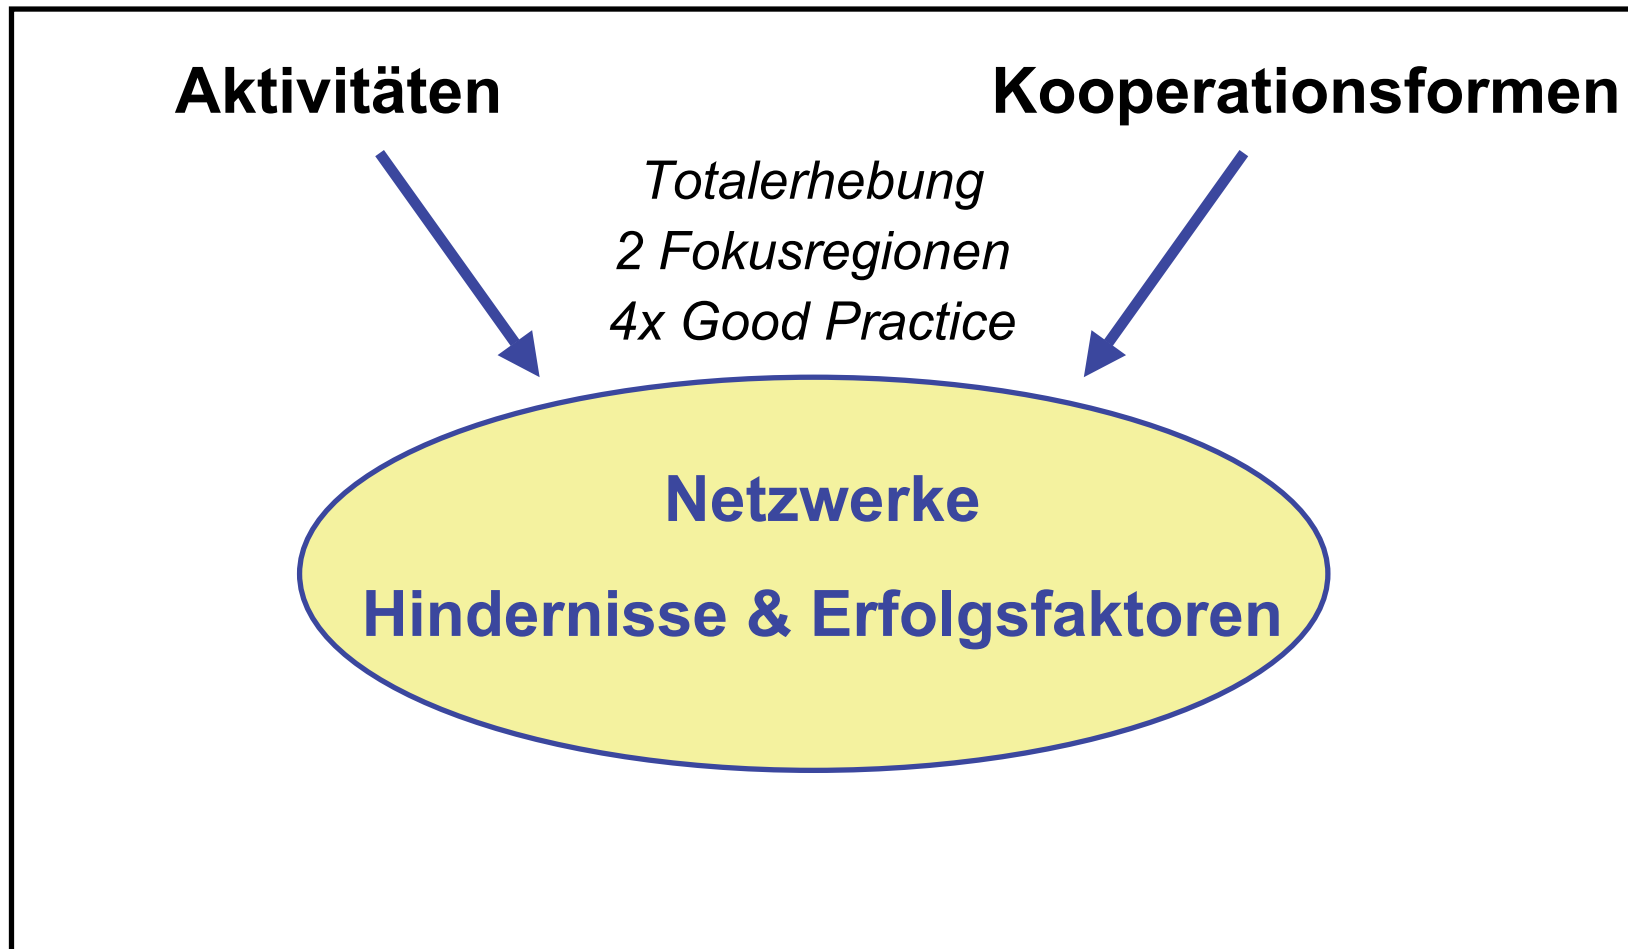 Aktivitäten
Kooperationsformen
Totalerhebung
2 Fokusregionen
4x Good Practice
Netzwerke
Hindernisse & Erfolgsfaktoren